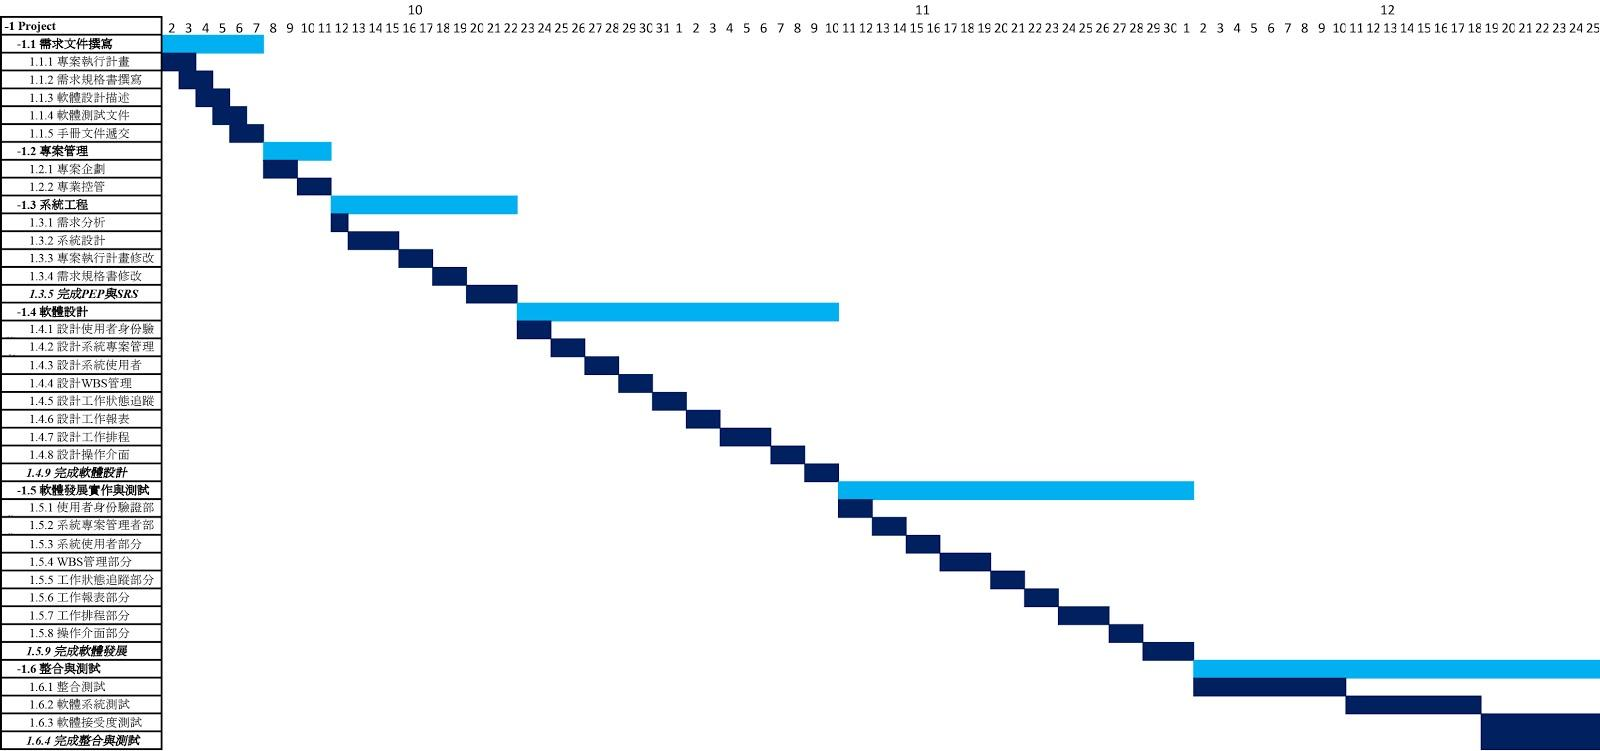 10 11 12
-1 Project 2 3 4 5 6 7 8 9 10 11 12 13 14 15 16 17 18 19 20 21 22 23 24 25 26 27 28 29 30 31 1 2 3 4 5 6 7 8 9 10 11 12 13 14 15 16 17 18 19 20 21 22 23 24 25 26 27 28 29 30 1 2 3 4 5 6 7 8 9 10 11 12 13 14 15 16 17 18 19 20 21 22 23 24 25
-1.1 需求文件撰寫
1.1.1 專案執行計畫
1.1.2 需求規格書撰寫
1.1.3 軟體設計描述
1.1.4 軟體測試文件
1.1.5 手冊文件遞交
-1.2 專案管理
1.2.1 專案企劃
1.2.2 專業控管
-1.3 系統工程
1.3.1 需求分析
1.3.2 系統設計
1.3.3 專案執行計畫修改
1.3.4 需求規格書修改
1.3.5 完成PEP與SRS
-1.4 軟體設計
1.4.1 設計使用者身份驗
1.4.2 設計系統專案管理
1.4.3 設計系統使用者
1.4.4 設計WBS管理
1.4.5 設計工作狀態追蹤
1.4.6 設計工作報表
1.4.7 設計工作排程
1.4.8 設計操作介面
1.4.9 完成軟體設計
-1.5 軟體發展實作與測試
1.5.1 使用者身份驗證部
1.5.2 系統專案管理者部
1.5.3 系統使用者部分
1.5.4 WBS管理部分
1.5.5 工作狀態追蹤部分
1.5.6 工作報表部分
1.5.7 工作排程部分
1.5.8 操作介面部分
1.5.9 完成軟體發展
-1.6 整合與測試
1.6.1 整合測試
1.6.2 軟體系統測試
1.6.3 軟體接受度測試
1.6.4 完成整合與測試